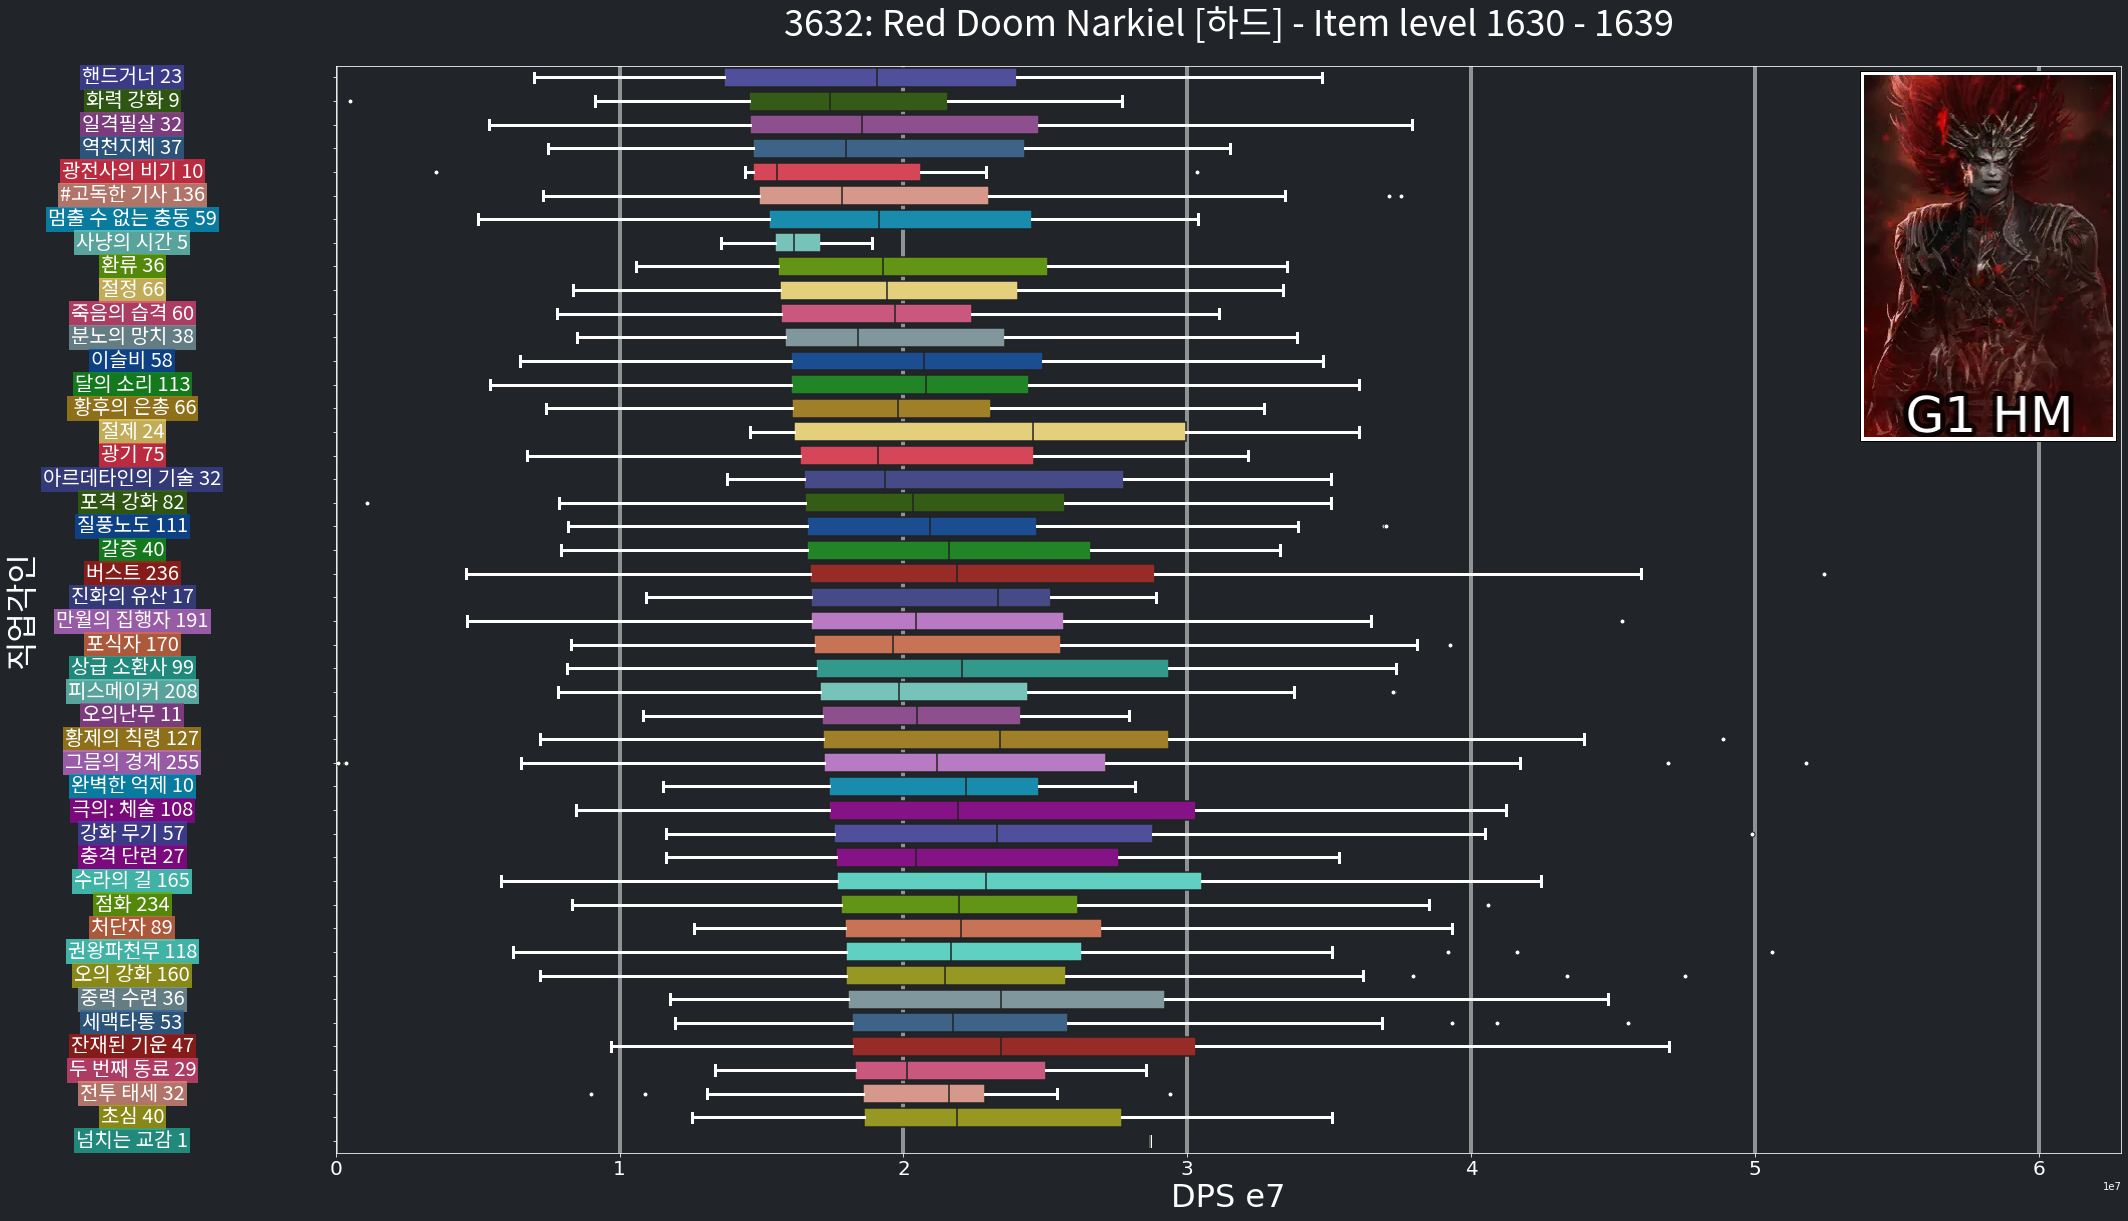 3632: Red Doom Narkiel [하드] - Item level 1630 - 1639
핸드거너 23
화력 강화 9
일격필살 32
역천지체 37
광전사의 비기 10
#고독한 기사 136
멈출 수 없는 충동 59
사냥의 시간 5
환류 36
절정 66
죽음의 습격 60
분노의 망치 38
이슬비 58
달의 소리 113
황후의 은총 66
절제 24
광기 75
아르데타인의 기술 32
포격 강화 82
질풍노도 111
갈증 40
버스트 236
진화의 유산 17
만월의 집행자 191
포식자 170
상급 소환사 99
피스메이커 208
오의난무 11
황제의 칙령 127
그믐의 경계 255
완벽한 억제 10
극의: 체술 108
강화 무기 57
충격 단련 27
수라의 길 165
점화 234
처단자 89
권왕파천무 118
오의 강화 160
중력 수련 36
세맥타통 53
잔재된 기운 47
두 번째 동료 29
전투 태세 32
초심 40
넘치는 교감 1
직업각인
G1 HM
0 1 2 3 4 5 6
1e7
DPS e7